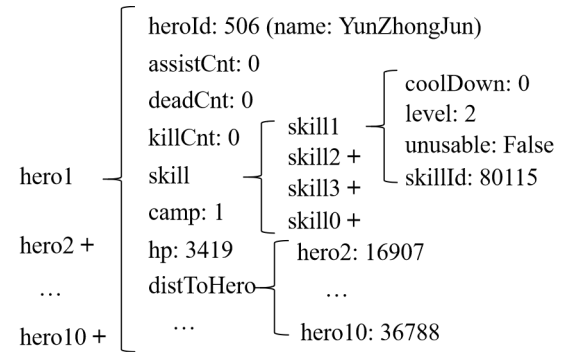 heroId: 506 (name: YunZhongJun)
assistCnt: 0
deadCnt: 0
killCnt: 0
skill
skill1
coolDown: 0
level: 2
unusable: False
skillId: 80115
skill2 +
skill3 +
skill0 +
hero1
camp: 1
hp: 3419
distToHero
hero2: 16907
...
hero10: 36788
...
hero2 +
...
hero10 +